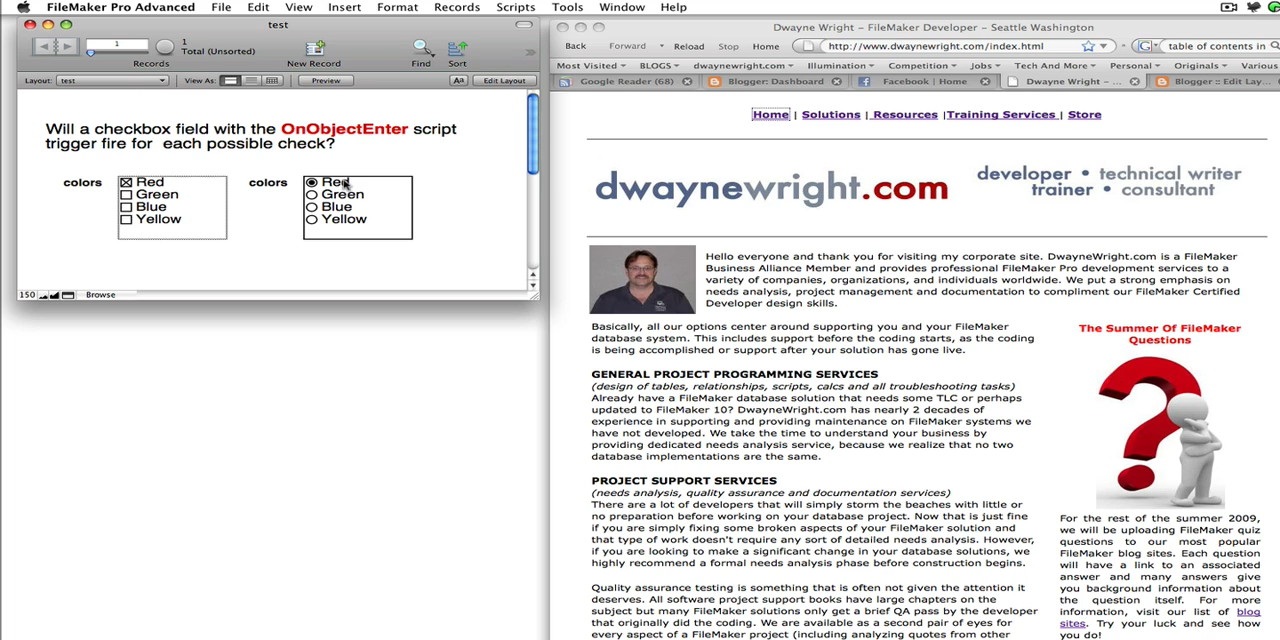 FileMaker Pro Advanced File Edit View Insert Format Records Scripts Tools Window Help
test
1
1
Total (Unsorted)
Records New Record Find Sort
Layout: test View As: Preview Aa Edit Layout
Will a checkbox field with the OnObjectEnter script
trigger fire for each possible check?
colors Red
Green
Blue
Yellow
colors Red
Green
Blue
Yellow
150 Browse
Dwayne Wright – FileMaker Developer – Seattle Washington
Back Forward Reload Stop Home http://www.dwaynewright.com/index.html table of contents in
Most Visited BLOGS dwaynewright.com Illumination Competition Jobs Tech And More Personal Originals Various
Google Reader (68) Blogger: Dashboard Facebook | Home Dwayne Wright – ... Blogger :: Edit Lay...
Home | Solutions | Resources |Training Services | Store
dwaynewright.com
developer • technical writer
trainer • consultant
Hello everyone and thank you for visiting my corporate site. DwayneWright.com is a FileMaker
Business Alliance Member and provides professional FileMaker Pro development services to a
variety of companies, organizations, and individuals worldwide. We put a strong emphasis on
needs analysis, project management and documentation to compliment our FileMaker Certified
Developer design skills.
Basically, all our options center around supporting you and your FileMaker
database system. This includes support before the coding starts, as the coding
is being accomplished or support after your solution has gone live.
GENERAL PROJECT PROGRAMMING SERVICES
(design of tables, relationships, scripts, calcs and all troubleshooting tasks)
Already have a FileMaker database solution that needs some TLC or perhaps
updated to FileMaker 10? DwayneWright.com has nearly 2 decades of
experience in supporting and providing maintenance on FileMaker systems we
have not developed. We take the time to understand your business by
providing dedicated needs analysis service, because we realize that no two
database implementations are the same.
PROJECT SUPPORT SERVICES
(needs analysis, quality assurance and documentation services)
There are a lot of developers that will simply storm the beaches with little or
no preparation before working on your database project. Now that is just fine
if you are simply fixing some broken aspects of your FileMaker solution and
that type of work doesn't require any sort of detailed needs analysis. However,
if you are looking to make a significant change in your database solutions, we
highly recommend a formal needs analysis phase before construction begins.
Quality assurance testing is something that is often not given the attention it
deserves. All software project support books have large chapters on the
subject but many FileMaker solutions only get a brief QA pass by the developer
that originally did the coding. We are available as a second pair of eyes for
every aspect of a FileMaker project (including analyzing quotes from other
The Summer Of FileMaker
Questions
For the rest of the summer 2009,
we will be uploading FileMaker quiz
questions to our most popular
FileMaker blog sites. Each question
will have a link to an associated
answer and many answers give
you background information about
the question itself. For more
information, visit our list of blog
sites. Try your luck and see how
you do!